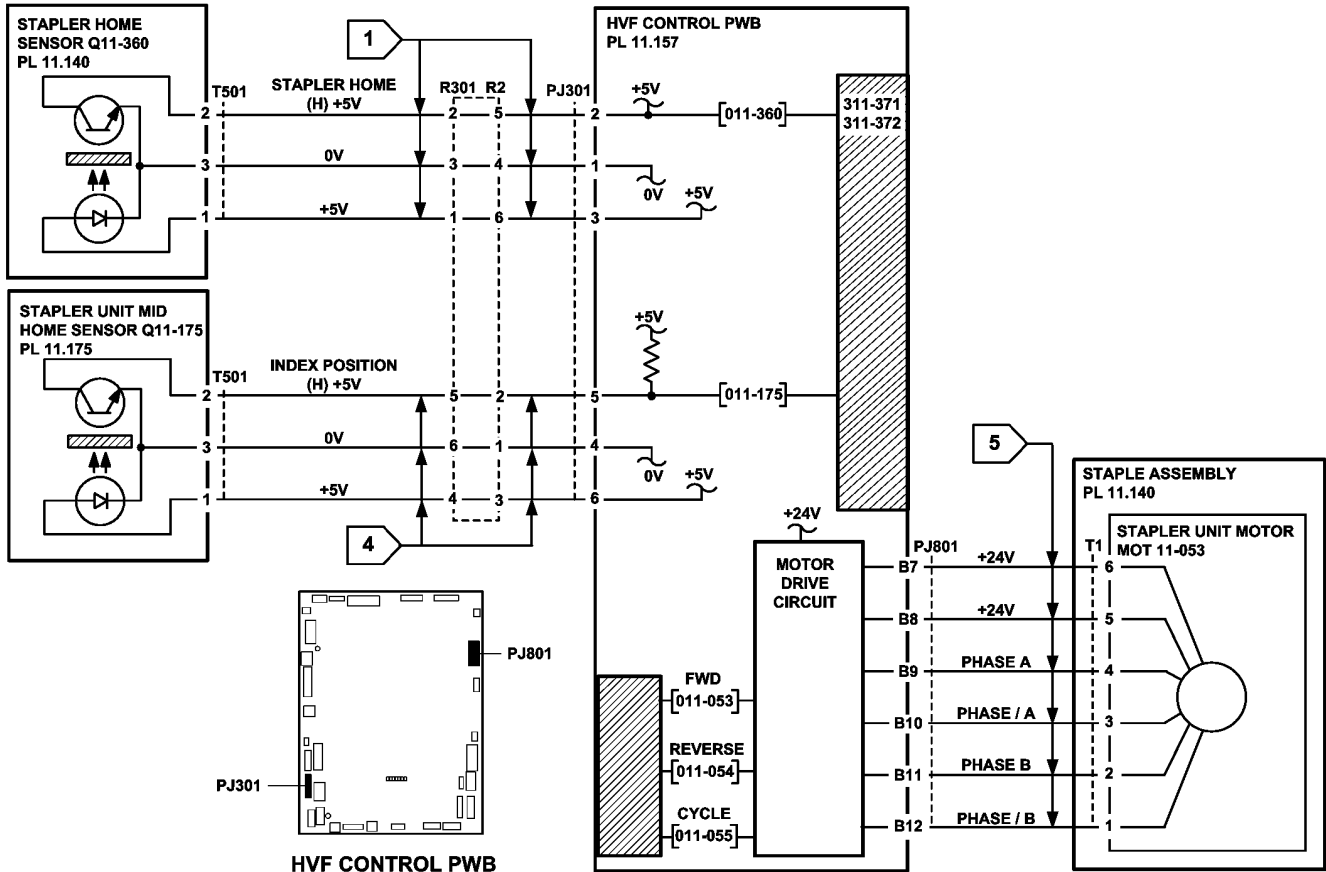 STAPLER HOME
SENSOR Q11-360
PL 11.140
T501
2
3
1
STAPLER HOME
(H) +5V
0V
+5V
1
R301 R2
2 5
3 4
1 6
PJ301
2
1
3
HVF CONTROL PWB
PL 11.157
+5V
[011-360]
0V
+5V
311-371
311-372
STAPLER UNIT MID
HOME SENSOR Q11-175
PL 11.175
T501
2
3
1
INDEX POSITION
(H) +5V
0V
+5V
4
5 2
6 1
4 3
5
4
6
+5V
[011-175]
0V
+5V
+24V
MOTOR
DRIVE
CIRCUIT
FWD
[011-053]
REVERSE
[011-054]
CYCLE
[011-055]
PJ801
B7
B8
B9
B10
B11
B12
+24V
+24V
PHASE A
PHASE / A
PHASE B
PHASE / B
5
STAPLE ASSEMBLY
PL 11.140
T1
STAPLER UNIT MOTOR
MOT 11-053
6
5
4
3
2
1
PJ801
PJ301
HVF CONTROL PWB